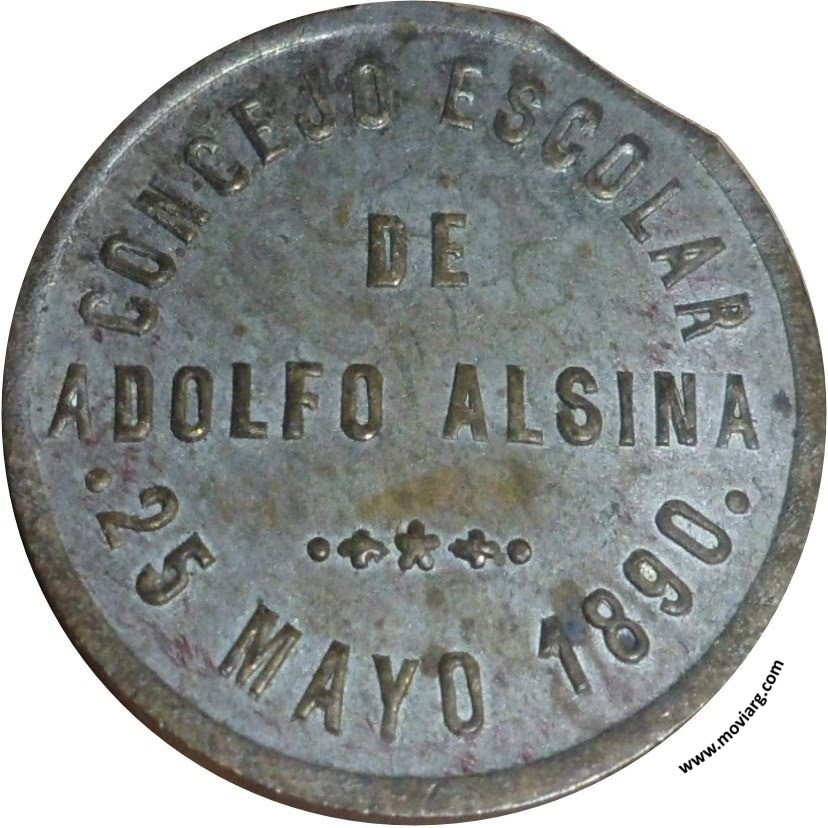 CONCEJO ESCOLAR
DE
ADOLFO ALSINA
.25 MAYO 1890.
www.moviarg.com